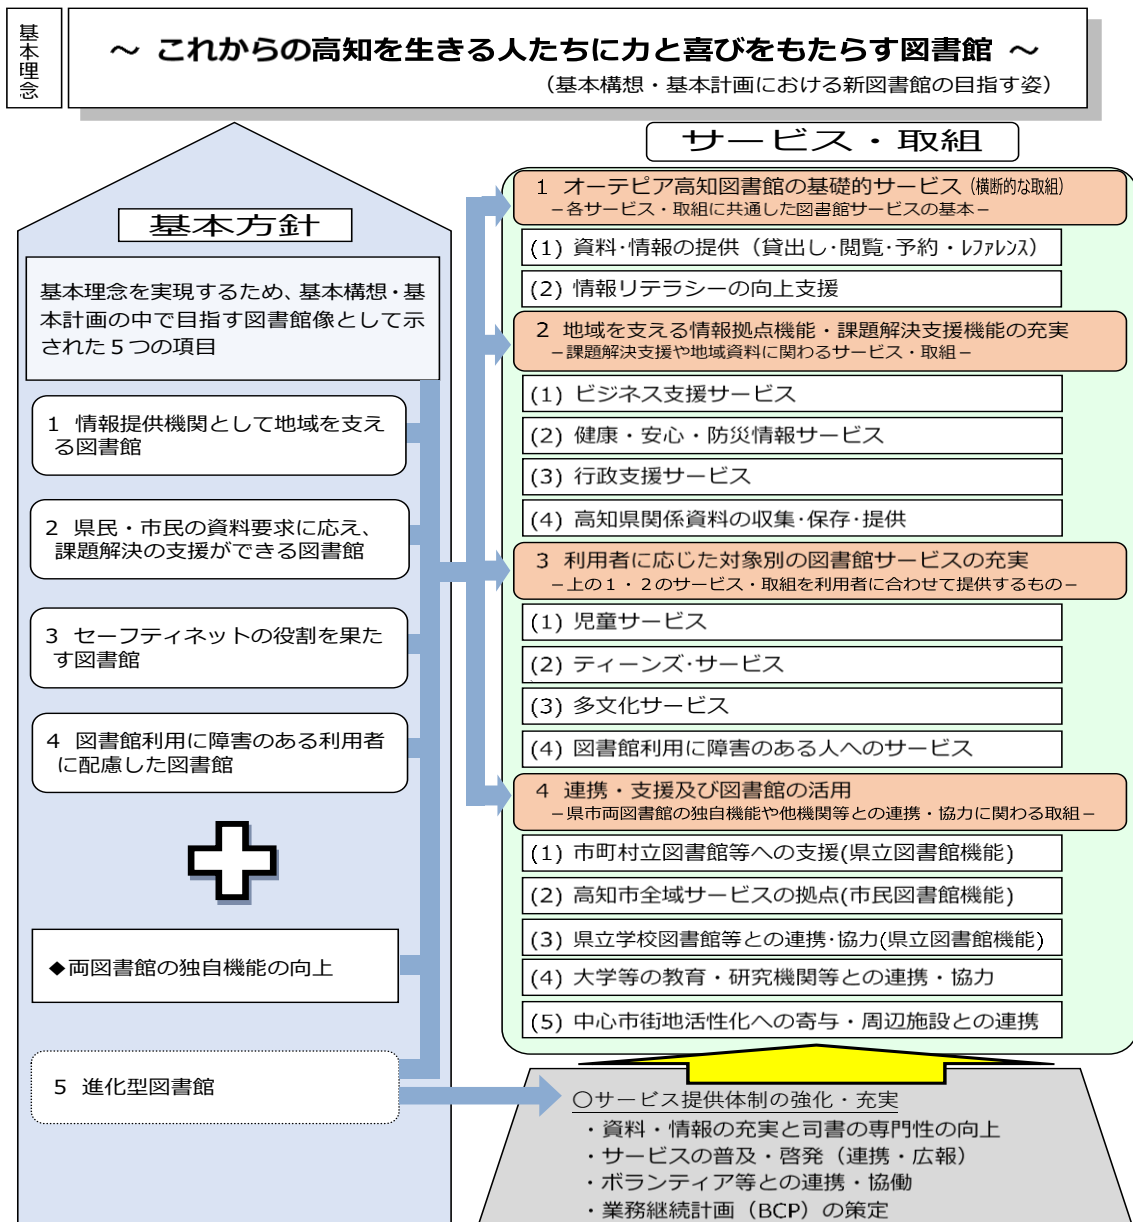 基本理念
～ これからの高知を生きる人たちに力と喜びをもたらす図書館 ～
（基本構想・基本計画における新図書館の目指す姿）
基本方針
基本理念を実現するため、基本構想・基
本計画の中で目指す図書館像として示
された５つの項目
1 情報提供機関として地域を支え
る図書館
2 県民・市民の資料要求に応え、
課題解決の支援ができる図書館
3 セーフティネットの役割を果た
す図書館
4 図書館利用に障害のある利用者
に配慮した図書館
◆両図書館の独自機能の向上
5 進化型図書館
サービス・取組
1 オーテピア高知図書館の基礎的サービス（横断的な取組）
－各サービス・取組に共通した図書館サービスの基本－
(1) 資料･情報の提供（貸出し･閲覧･予約・ﾚﾌｧﾚﾝｽ）
(2) 情報リテラシーの向上支援
2 地域を支える情報拠点機能・課題解決支援機能の充実
－課題解決支援や地域資料に関わるサービス・取組－
(1) ビジネス支援サービス
(2) 健康・安心・防災情報サービス
(3) 行政支援サービス
(4) 高知県関係資料の収集･保存･提供
3 利用者に応じた対象別の図書館サービスの充実
－上の１・２のサービス・取組を利用者に合わせて提供するもの－
(1) 児童サービス
(2) ティーンズ･サービス
(3) 多文化サービス
(4) 図書館利用に障害のある人へのサービス
4 連携・支援及び図書館の活用
－県市両図書館の独自機能や他機関等との連携・協力に関わる取組－
(1) 市町村立図書館等への支援(県立図書館機能)
(2) 高知市全域サービスの拠点(市民図書館機能)
(3) 県立学校図書館等との連携･協力(県立図書館機能)
(4) 大学等の教育・研究機関等との連携・協力
(5) 中心市街地活性化への寄与・周辺施設との連携
〇サービス提供体制の強化・充実
・資料・情報の充実と司書の専門性の向上
・サービスの普及・啓発（連携・広報）
・ボランティア等との連携・協働
・業務継続計画（BCP）の策定